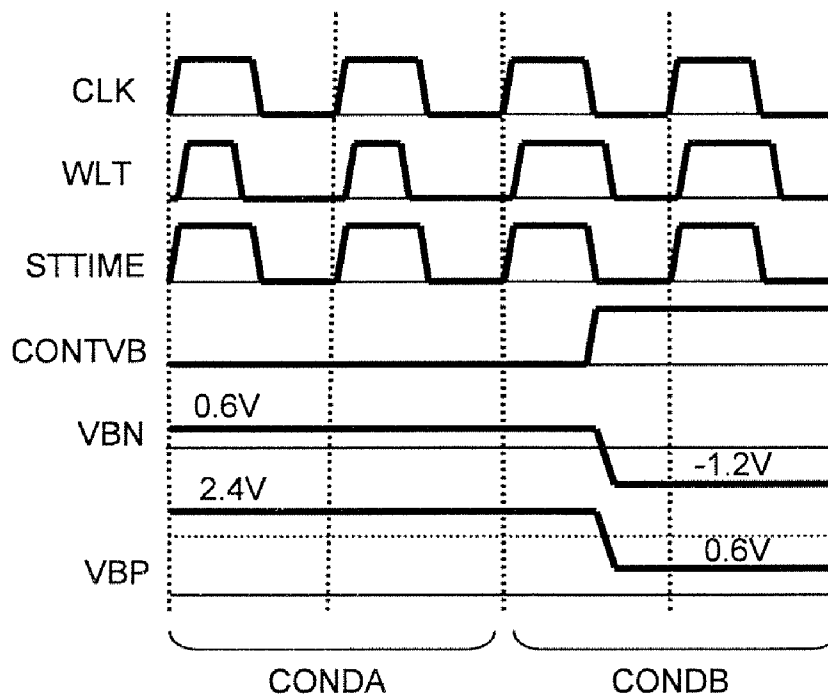 CLK
WLT
STTIME
CONTVB
0.6V
VBN
-1.2V
2.4V
0.6V
VBP
CONDA
CONDB